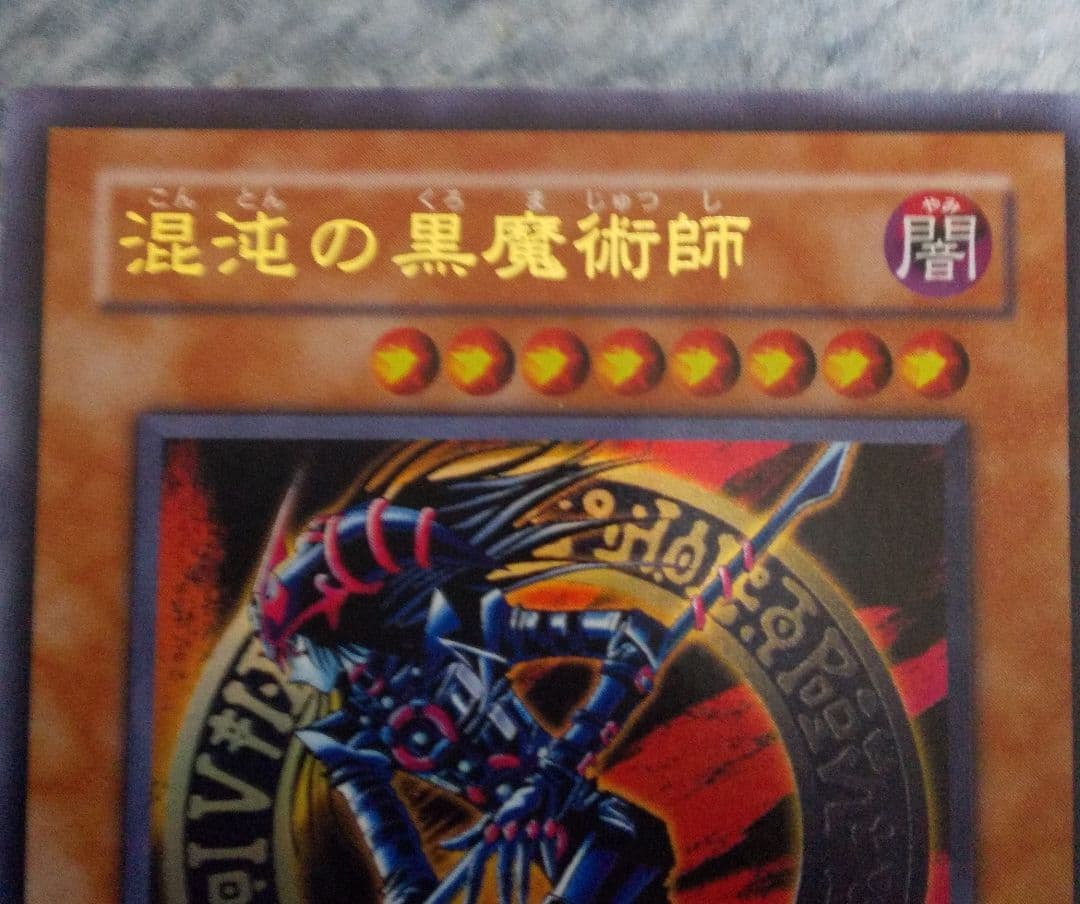 こん とん ぐろ ま じゅつ し
混沌の黒魔術師
やみ
闇